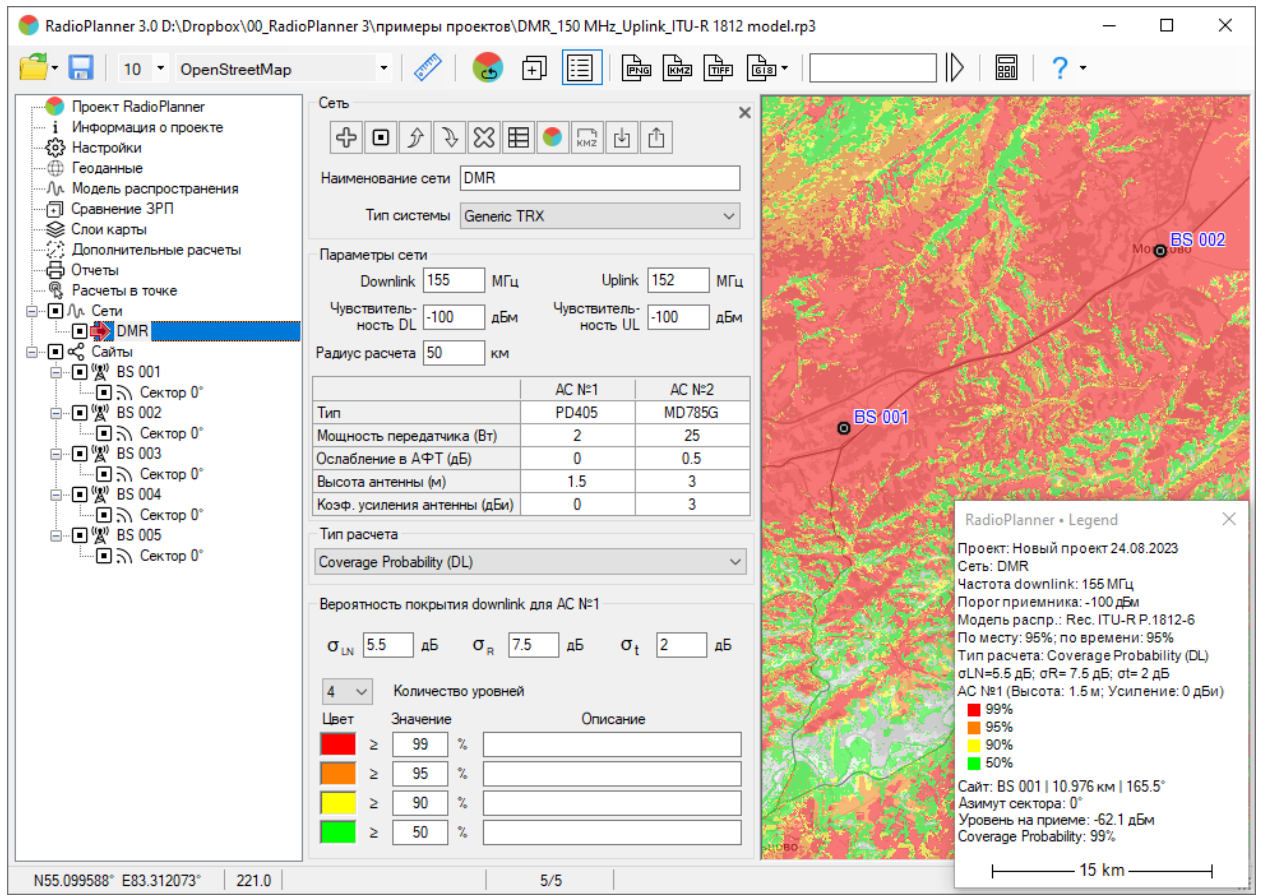 RadioPlanner 3.0 D:\Dropbox\00_RadioPlanner 3\примеры проектов\DMR_150 MHz_Uplink_ITU-R 1812 model.rp3
10 OpenStreetMap PNG KMZ TIFF GIS ?
Проект RadioPlanner
Информация о проекте
Настройки
Геоданные
Модель распространения
Сравнение ЗРП
Слои карты
Дополнительные расчеты
Отчеты
Расчеты в точке
Сети
DMR
Сайты
BS 001
Сектор 0°
BS 002
Сектор 0°
BS 003
Сектор 0°
BS 004
Сектор 0°
BS 005
Сектор 0°
Сеть
KMZ
Наименование сети DMR
Тип системы Generic TRX
Параметры сети
Downlink 155 МГц Uplink 152 МГц
Чувствитель-
ность DL -100 дБм
Чувствитель-
ность UL -100 дБм
Радиус расчета 50 км
АС №1 АС №2
Тип PD405 MD785G
Мощность передатчика (Вт) 2 25
Ослабление в АФТ (дБ) 0 0.5
Высота антенны (м) 1.5 3
Коэф. усиления антенны (дБи) 0 3
Тип расчета
Coverage Probability (DL)
Вероятность покрытия downlink для АС №1
σLN 5.5 дБ σR 7.5 дБ σt 2 дБ
4 Количество уровней
Цвет Значение Описание
≥ 99 %
≥ 95 %
≥ 90 %
≥ 50 %
BS 002
BS 001
RadioPlanner • Legend
Проект: Новый проект 24.08.2023
Сеть: DMR
Частота downlink: 155 МГц
Порог приемника: -100 дБм
Модель распр.: Rec. ITU-R P.1812-6
По месту: 95%; по времени: 95%
Тип расчета: Coverage Probability (DL)
σLN=5.5 дБ; σR= 7.5 дБ; σt= 2 дБ
АС №1 (Высота: 1.5 м; Усиление: 0 дБи)
99%
95%
90%
50%
Сайт: BS 001 | 10.976 км | 165.5°
Азимут сектора: 0°
Уровень на приеме: -62.1 дБм
Coverage Probability: 99%
15 km
N55.099588° E83.312073° 221.0 5/5